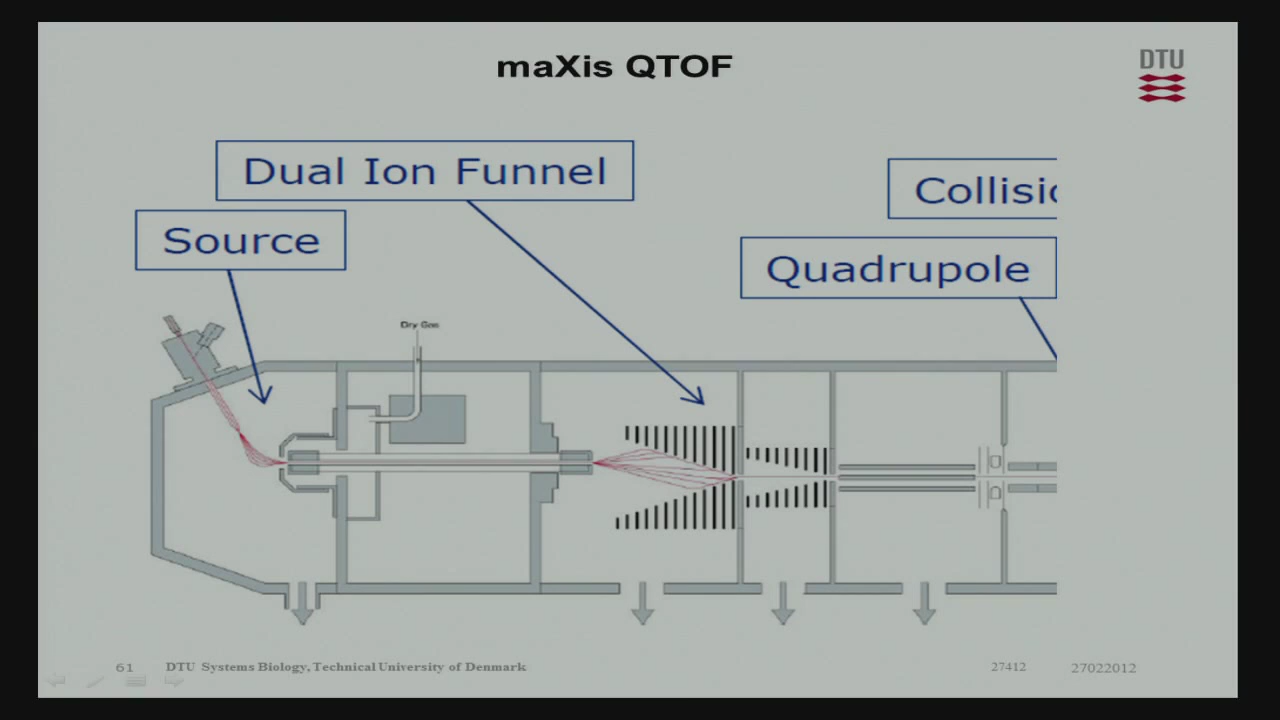 maXis QTOF
DTU
Dual Ion Funnel
Source
Quadrupole
Dry Gas
61 DTU Systems Biology, Technical University of Denmark
27412
27022012